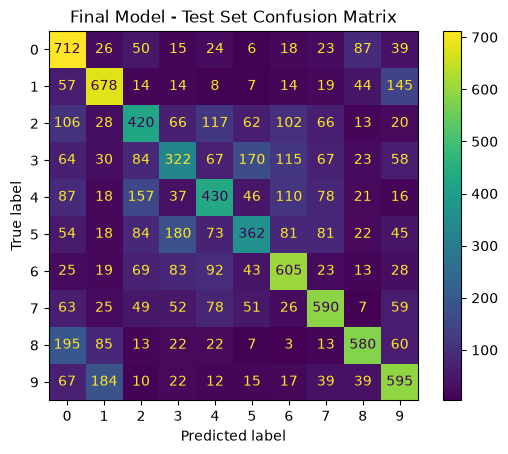 Final Model - Test Set Confusion Matrix
0 712 26 50 15 24 6 18 23 87 39
1 57 678 14 14 8 7 14 19 44 145
2 106 28 420 66 117 62 102 66 13 20
3 64 30 84 322 67 170 115 67 23 58
4 87 18 157 37 430 46 110 78 21 16
5 54 18 84 180 73 362 81 81 22 45
6 25 19 69 83 92 43 605 23 13 28
7 63 25 49 52 78 51 26 590 7 59
8 195 85 13 22 22 7 3 13 580 60
9 67 184 10 22 12 15 17 39 39 595
0 1 2 3 4 5 6 7 8 9
Predicted label
True label
700
600
500
400
300
200
100